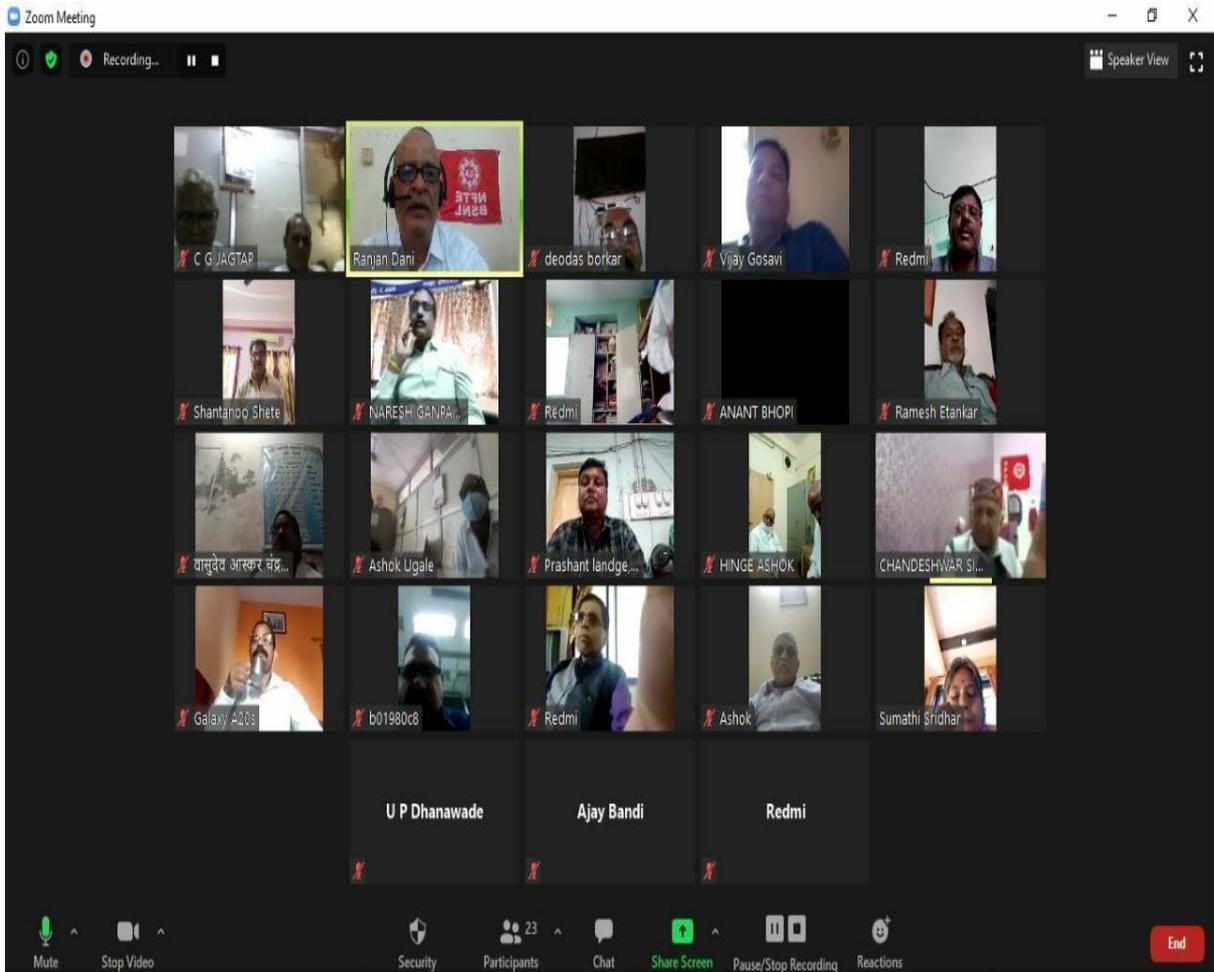 Zoom Meeting
Recording...
Speaker View
C G JAGTAP
Ranjan Dani
NFTE
BSNL
deodas borkar
Vijay Gosavi
Redmi
Shantanoo Shete
NARESH GANPA...
Redmi
ANANT BHOPI
Ramesh Etankar
वासुदेव आस्कर चंद्र...
Ashok Ugale
Prashant landge,...
HINGE ASHOK
CHANDESHWAR SI...
Galaxy A20s
b01980c8
Redmi
Ashok
Sumathi Sridhar
U P Dhanawade
Ajay Bandi
Redmi
Mute
Stop Video
Security
23
Participants
Chat
Share Screen
Pause/Stop Recording
Reactions
End